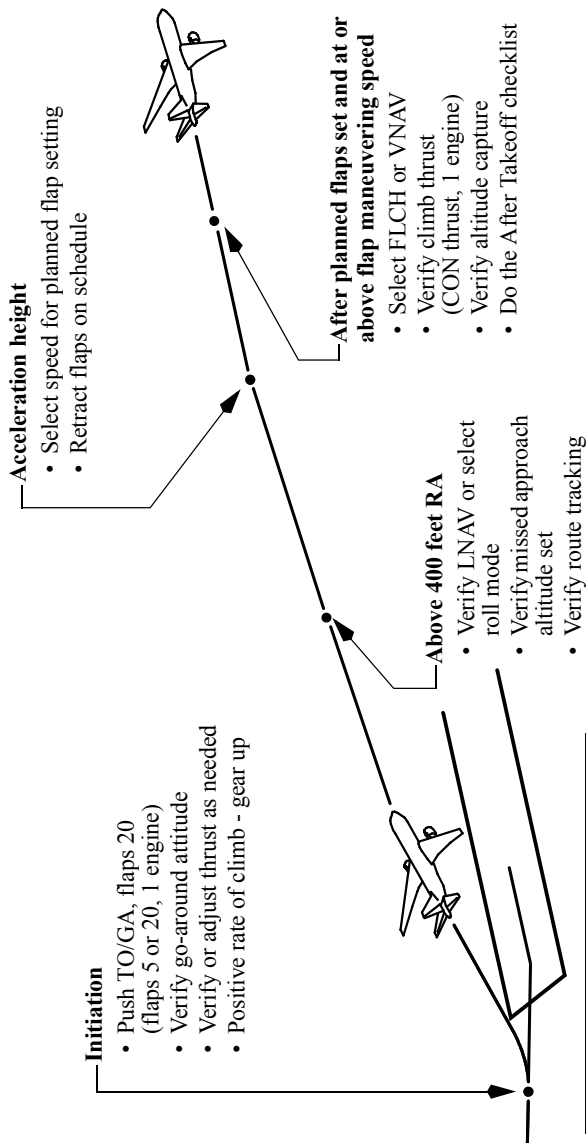 Initiation
• Push TO/GA, flaps 20
(flaps 5 or 20, 1 engine)
• Verify go-around attitude
• Verify or adjust thrust as needed
• Positive rate of climb - gear up
Above 400 feet RA
• Verify LNAV or select
roll mode
• Verify missed approach
altitude set
• Verify route tracking
Acceleration height
• Select speed for planned flap setting
• Retract flaps on schedule
After planned flaps set and at or
above flap maneuvering speed
• Select FLCH or VNAV
• Verify climb thrust
(CON thrust, 1 engine)
• Verify altitude capture
• Do the After Takeoff checklist